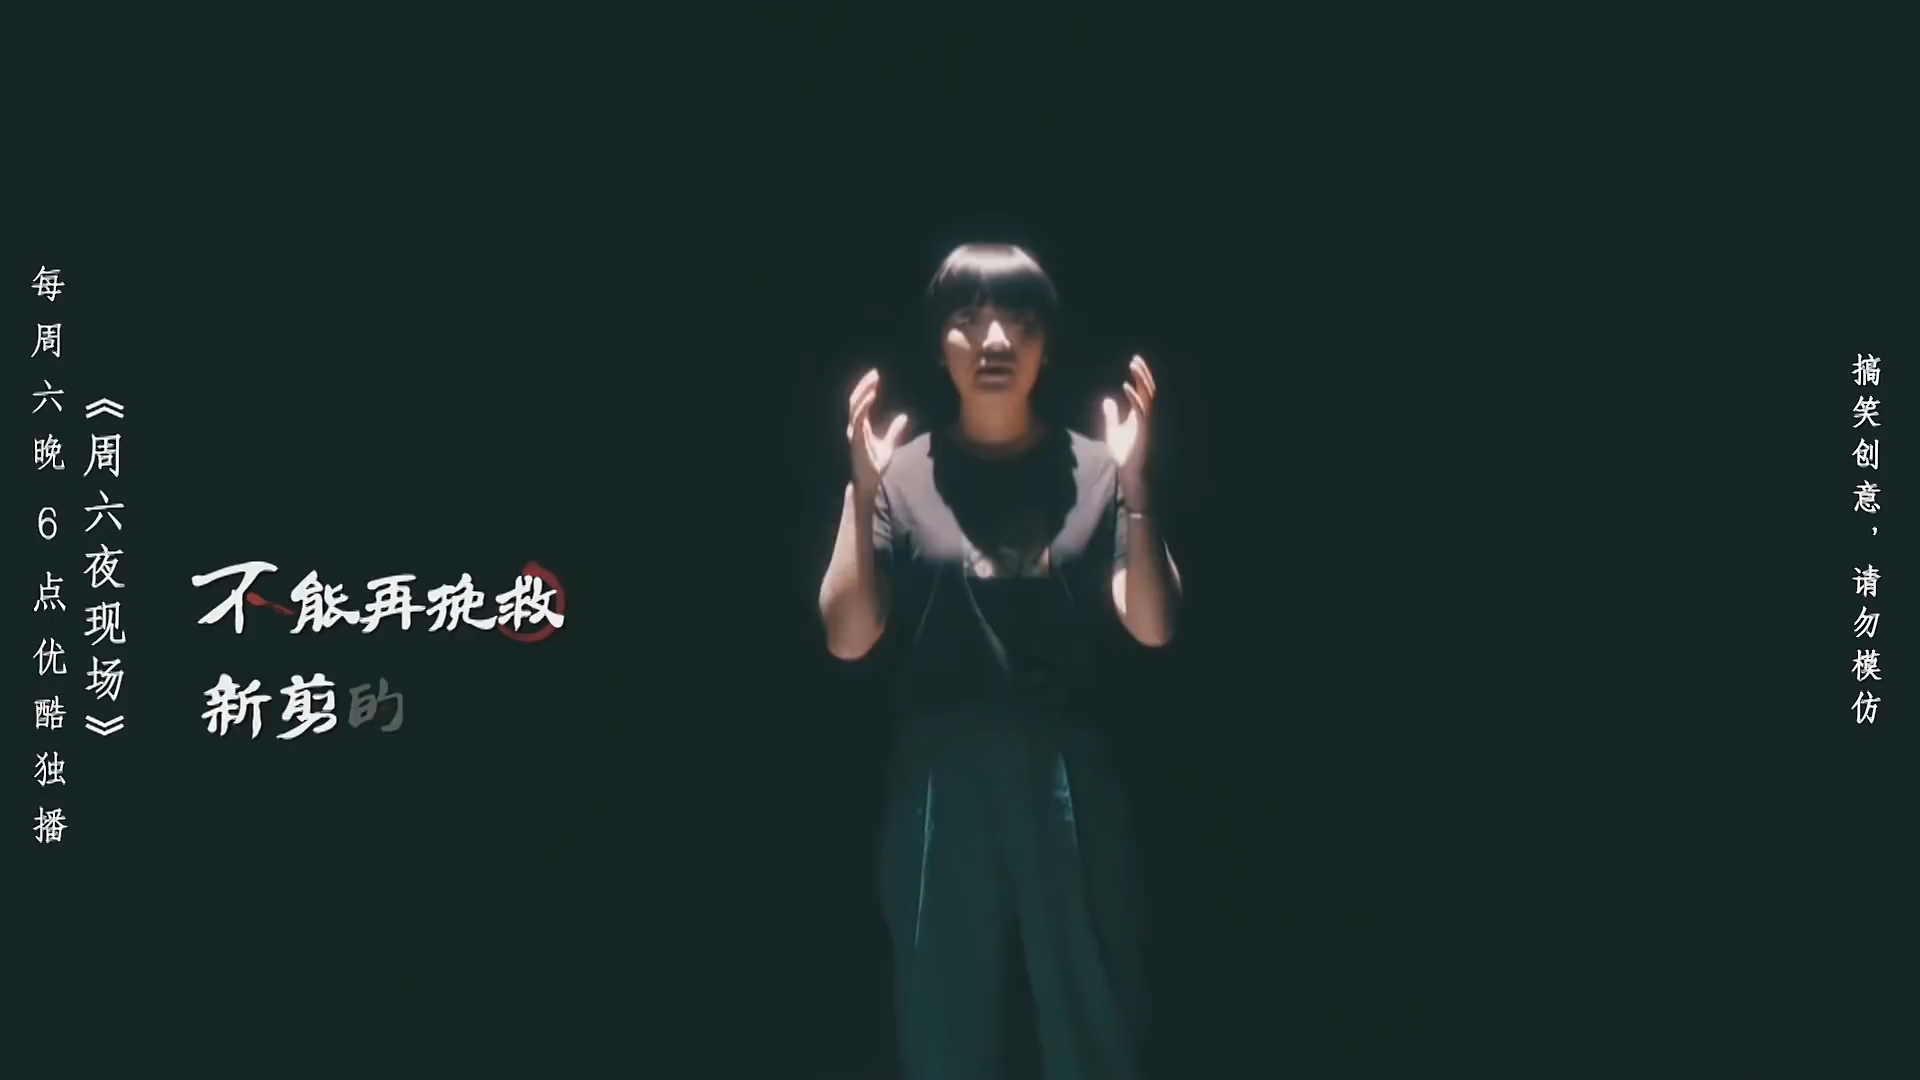 每周六晚6点优酷独播
《周六夜现场》
不能再挽救
新剪的
搞笑创意，请勿模仿